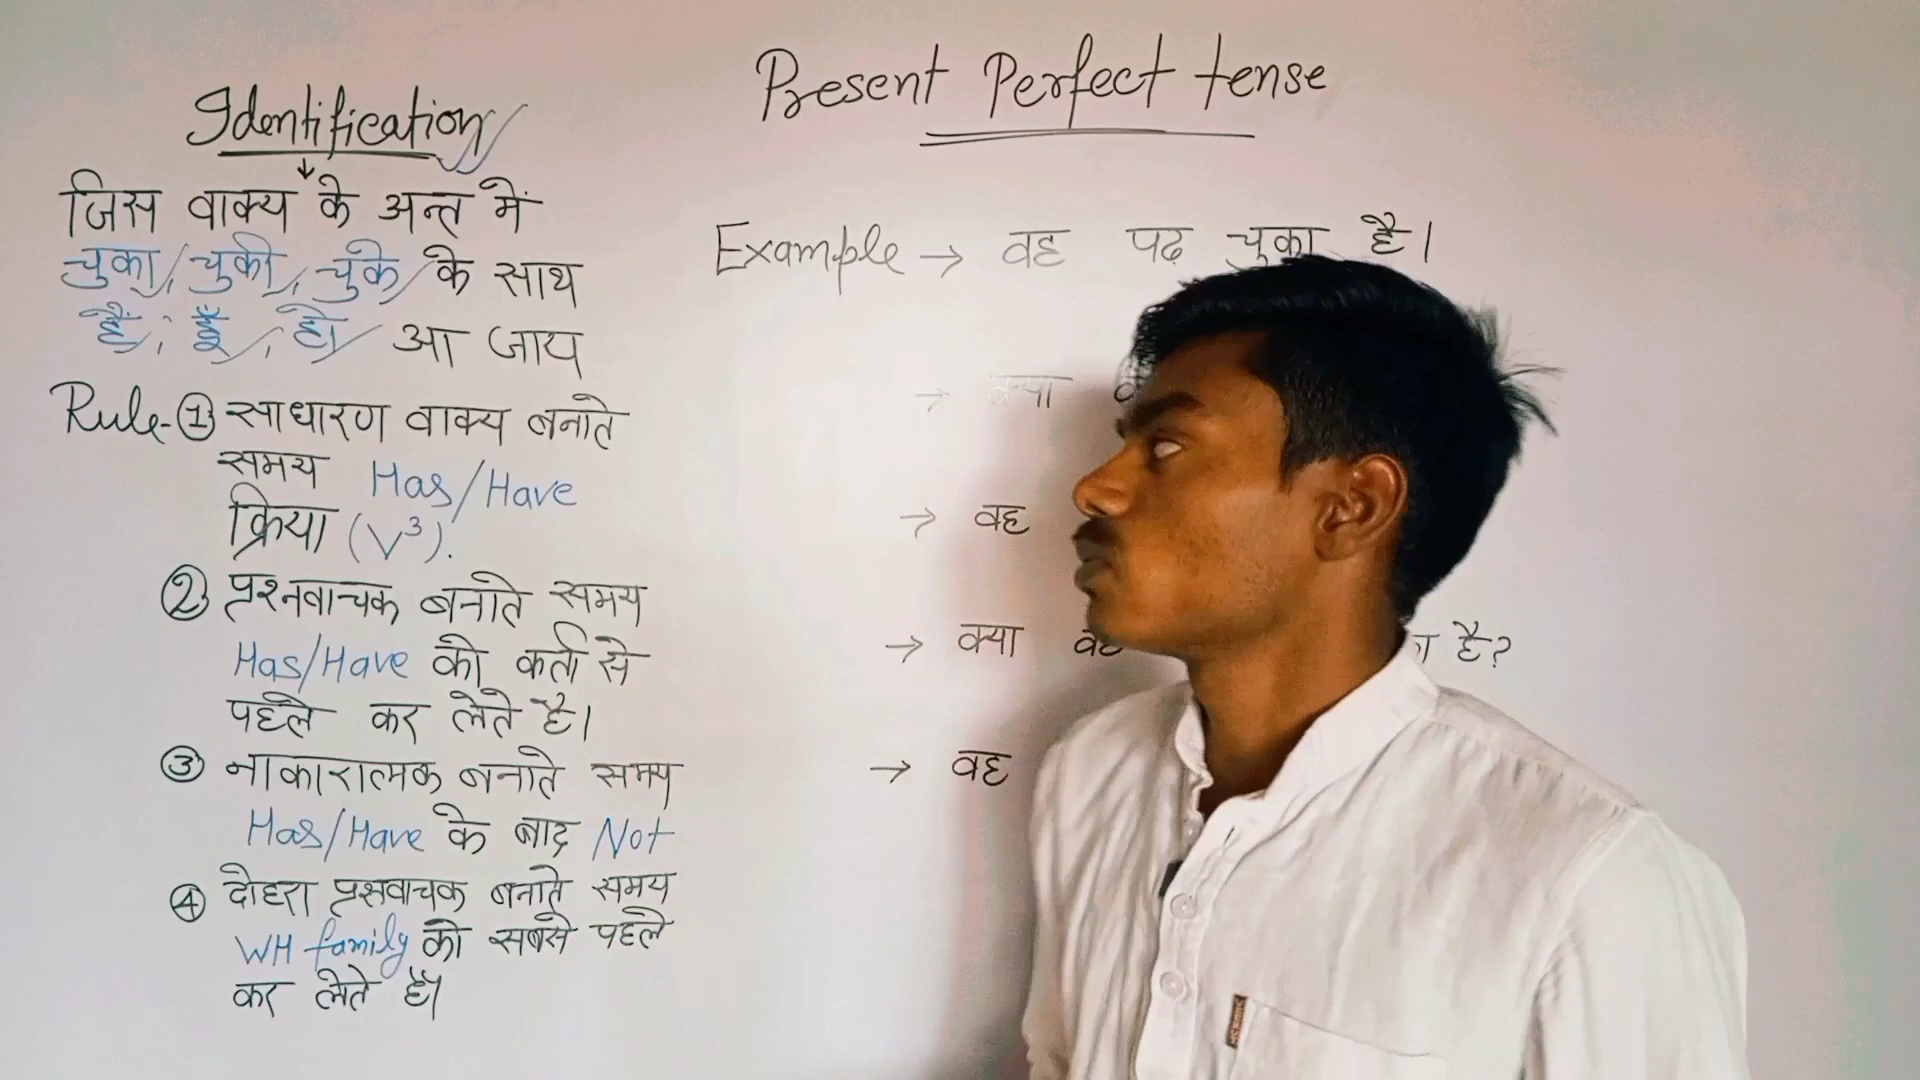 Present Perfect tense
Identification
जिस वाक्य के अन्त में
चुका, चुकी, चुके के साथ
हैं, हूँ, हो आ जाय
Rule- ① साधारण वाक्य बनाते
समय Has/Have
क्रिया (V³).
② प्रश्नवाचक बनाते समय
Has/Have को कर्ता से
पहले कर लेते है।
③ नाकारात्मक बनाते समय
Has/Have के बाद Not
④ दोहरा प्रश्नवाचक बनाते समय
WH family को सबसे पहले
कर लेते हैं।
Example → वह पढ़ चुका है।
→ क्या
→ वह
→ क्या वह है?
→ वह